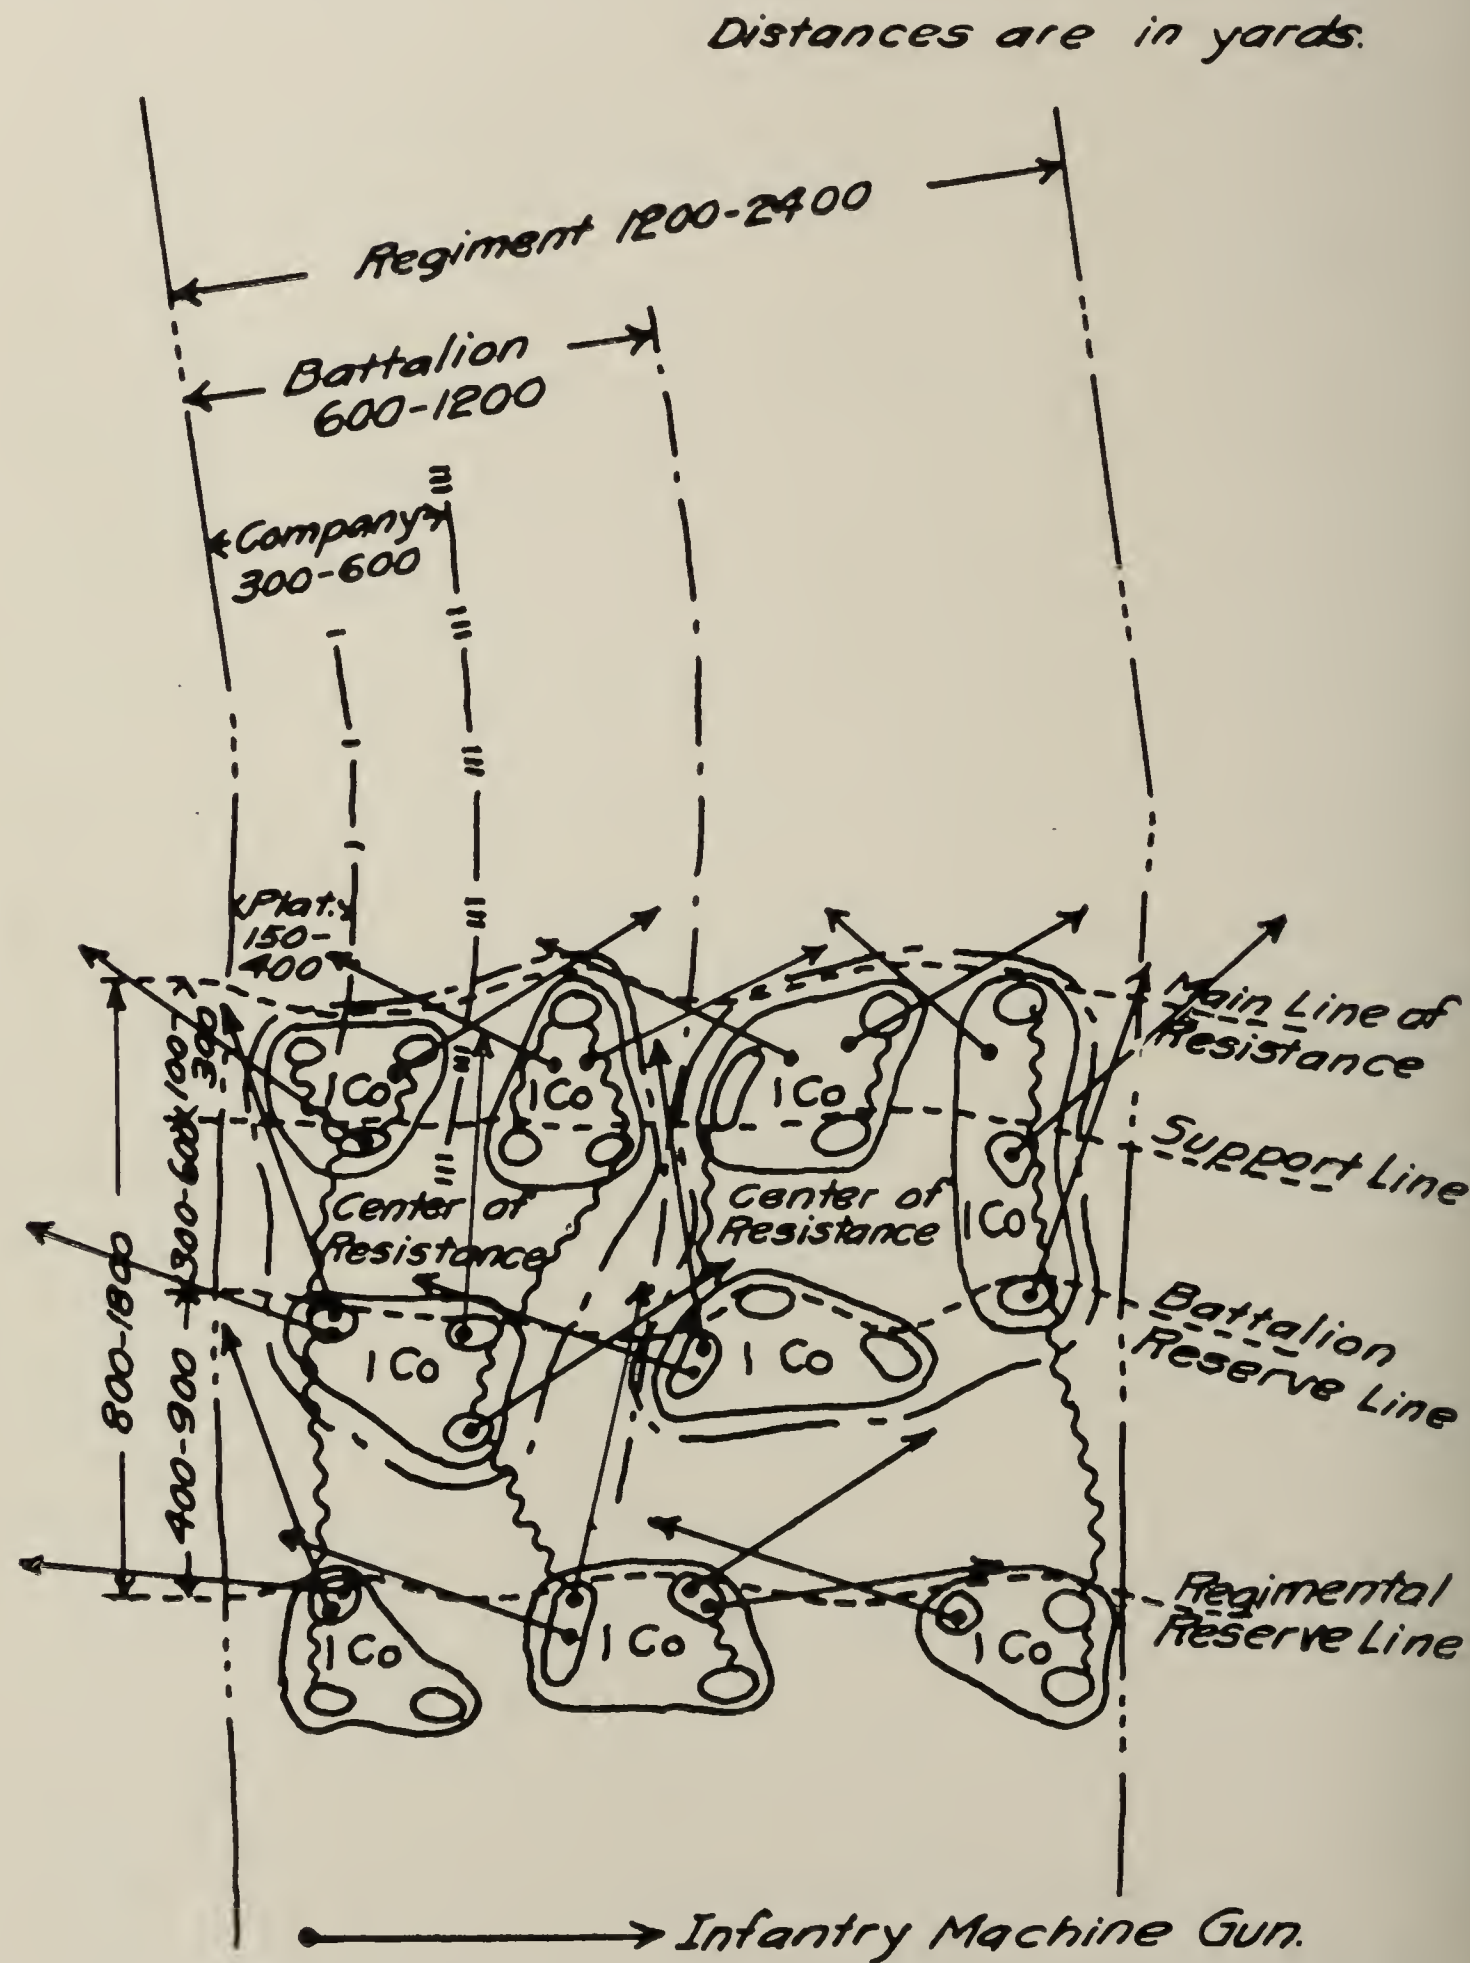 Distances are in yards.
Regiment 1200-2400
Battalion
600-1200
Company
300-600
Plat.
150-
400
Main Line of
Resistance
100-
300
1 Co
1 Co
1 Co
Support Line
300-600
Center of
Resistance
Center of
Resistance
1 Co
800-1800
Battalion
Reserve Line
1 Co
1 Co
400-900
Regimental
Reserve Line
1 Co
1 Co
1 Co
Infantry Machine Gun.